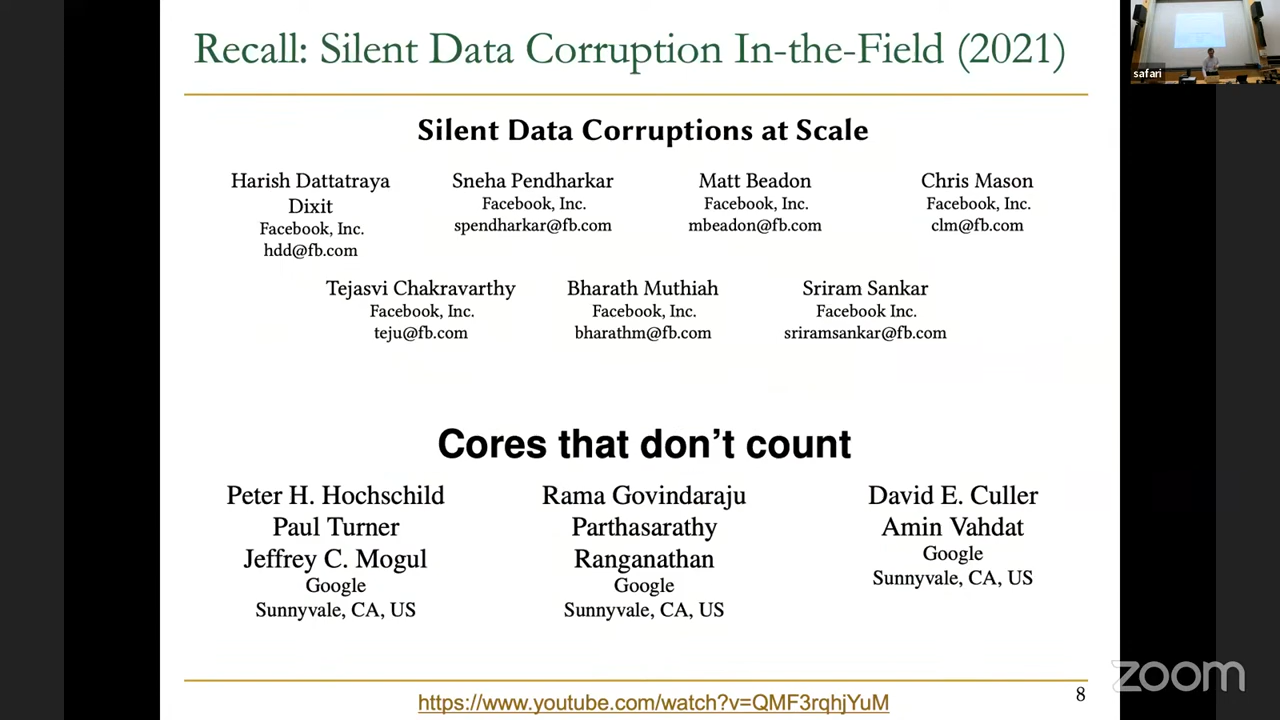 Recall: Silent Data Corruption In-the-Field (2021)
safari
Silent Data Corruptions at Scale
Harish Dattatraya
Dixit
Facebook, Inc.
hdd@fb.com
Sneha Pendharkar
Facebook, Inc.
spendharkar@fb.com
Matt Beadon
Facebook, Inc.
mbeadon@fb.com
Chris Mason
Facebook, Inc.
clm@fb.com
Tejasvi Chakravarthy
Facebook, Inc.
teju@fb.com
Bharath Muthiah
Facebook, Inc.
bharathm@fb.com
Sriram Sankar
Facebook Inc.
sriramsankar@fb.com
Cores that don't count
Peter H. Hochschild
Paul Turner
Jeffrey C. Mogul
Google
Sunnyvale, CA, US
Rama Govindaraju
Parthasarathy
Ranganathan
Google
Sunnyvale, CA, US
David E. Culler
Amin Vahdat
Google
Sunnyvale, CA, US
https://www.youtube.com/watch?v=QMF3rqhjYuM
8
zoom